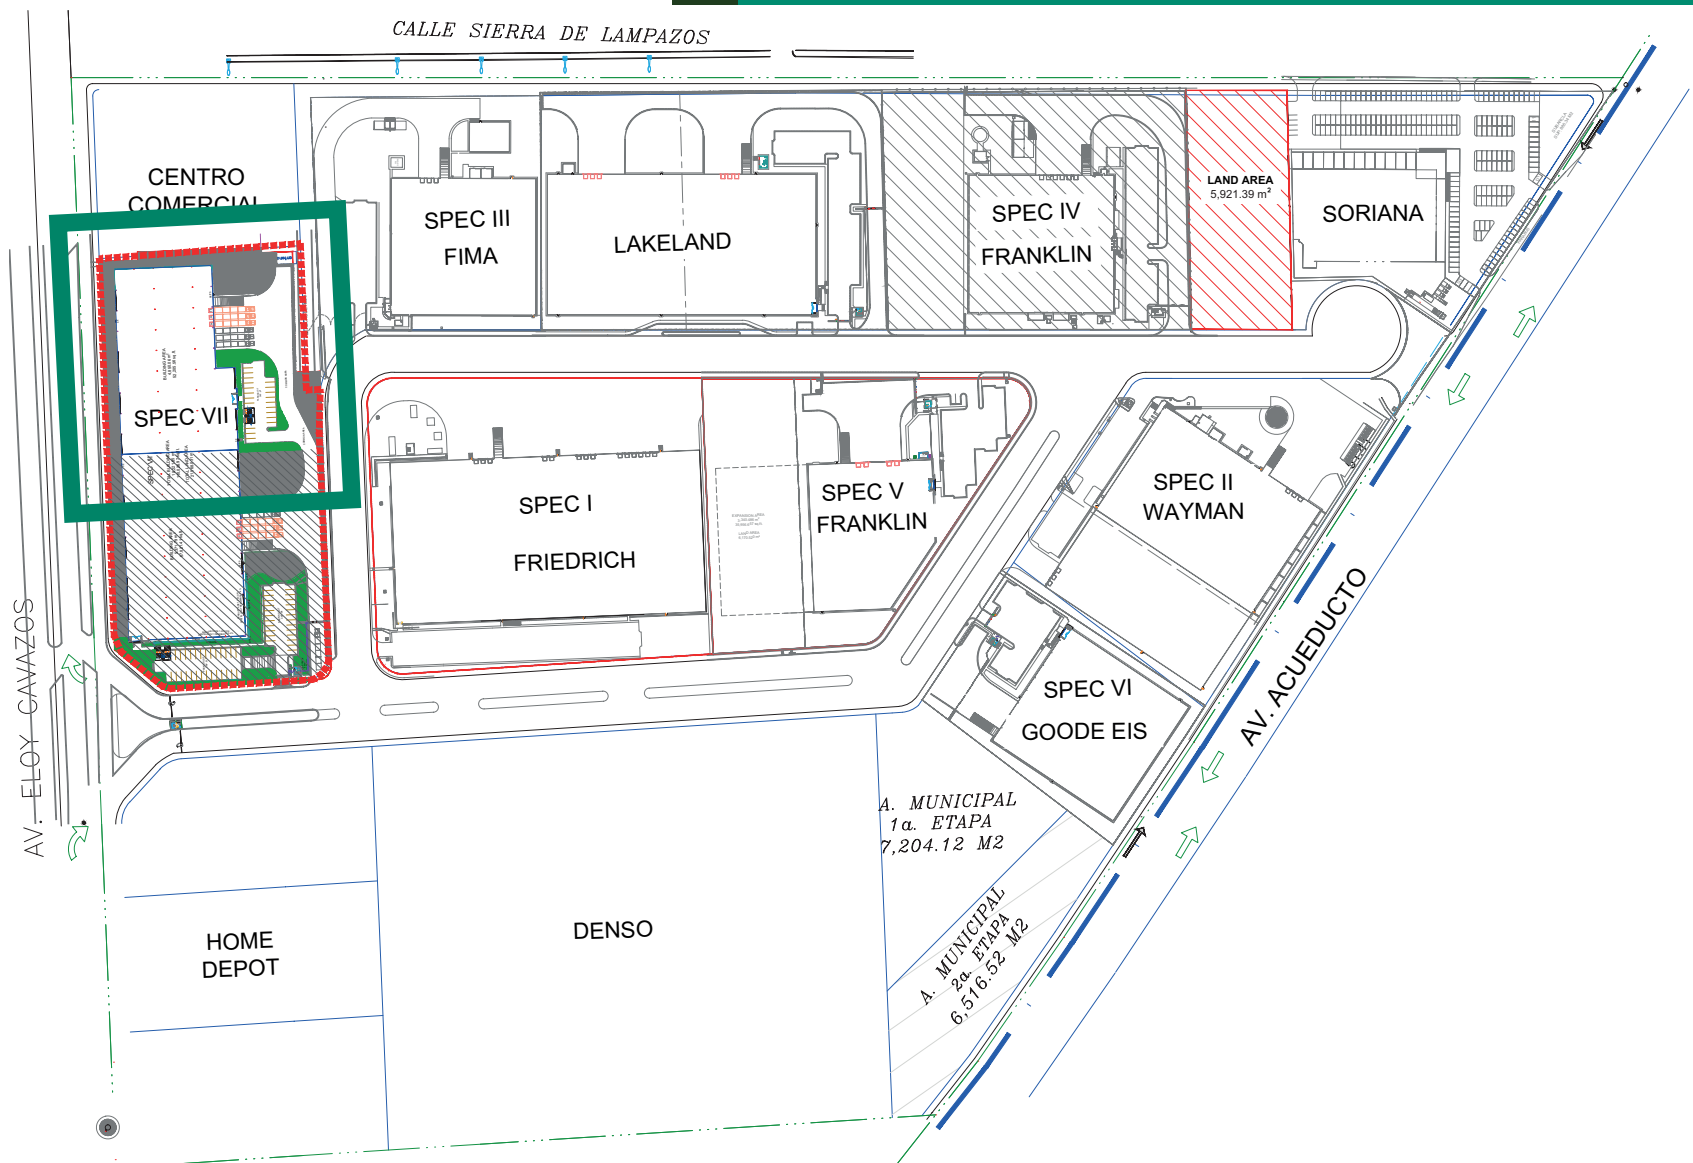 CALLE SIERRA DE LAMPAZOS
CENTRO
COMERCIAL
SPEC III
FIMA
LAKELAND
SPEC IV
FRANKLIN
LAND AREA
5,921.39 m²
SORIANA
SPEC VII
SPEC I
FRIEDRICH
SPEC V
FRANKLIN
SPEC II
WAYMAN
SPEC VI
GOODE EIS
AV. ELOY CAVAZOS
AV. ACUEDUCTO
A. MUNICIPAL
1a. ETAPA
7,204.12 M2
A. MUNICIPAL
2a. ETAPA
6,516.52 M2
HOME
DEPOT
DENSO